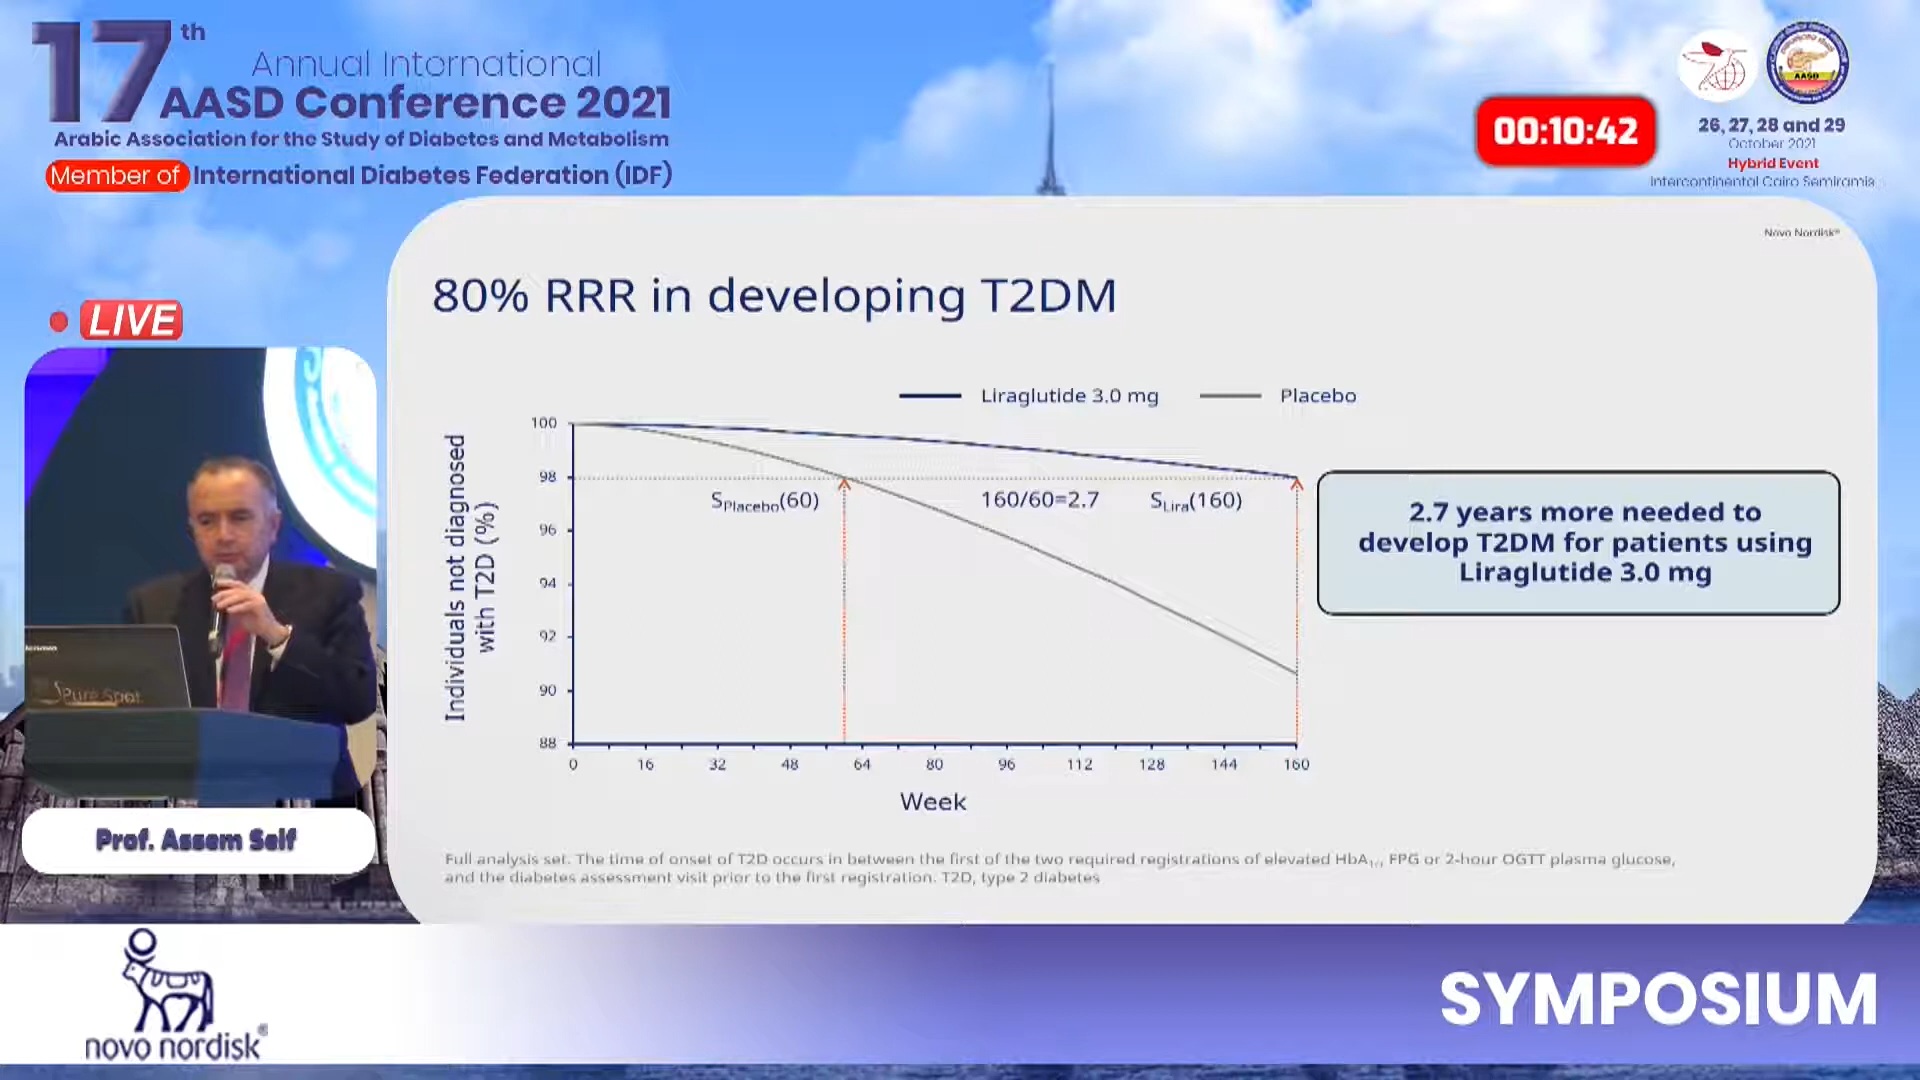 17th
Annual International
AASD Conference 2021
Arabic Association for the Study of Diabetes and Metabolism
Member of International Diabetes Federation (IDF)
00:10:42
AASD
26, 27, 28 and 29
October 2021
Hybrid Event
Intercontinental Cairo Semiramis
Novo Nordisk®
80% RRR in developing T2DM
LIVE
Liraglutide 3.0 mg
Placebo
Individuals not diagnosed
with T2D (%)
100
98
96
94
92
90
88
SPlacebo(60)
160/60=2.7
SLira(160)
0 16 32 48 64 80 96 112 128 144 160
Week
2.7 years more needed to
develop T2DM for patients using
Liraglutide 3.0 mg
lenovo
Pure Spot
Prof. Assem Seif
Full analysis set. The time of onset of T2D occurs in between the first of the two required registrations of elevated HbA1c, FPG or 2-hour OGTT plasma glucose,
and the diabetes assessment visit prior to the first registration. T2D, type 2 diabetes
novo nordisk®
SYMPOSIUM